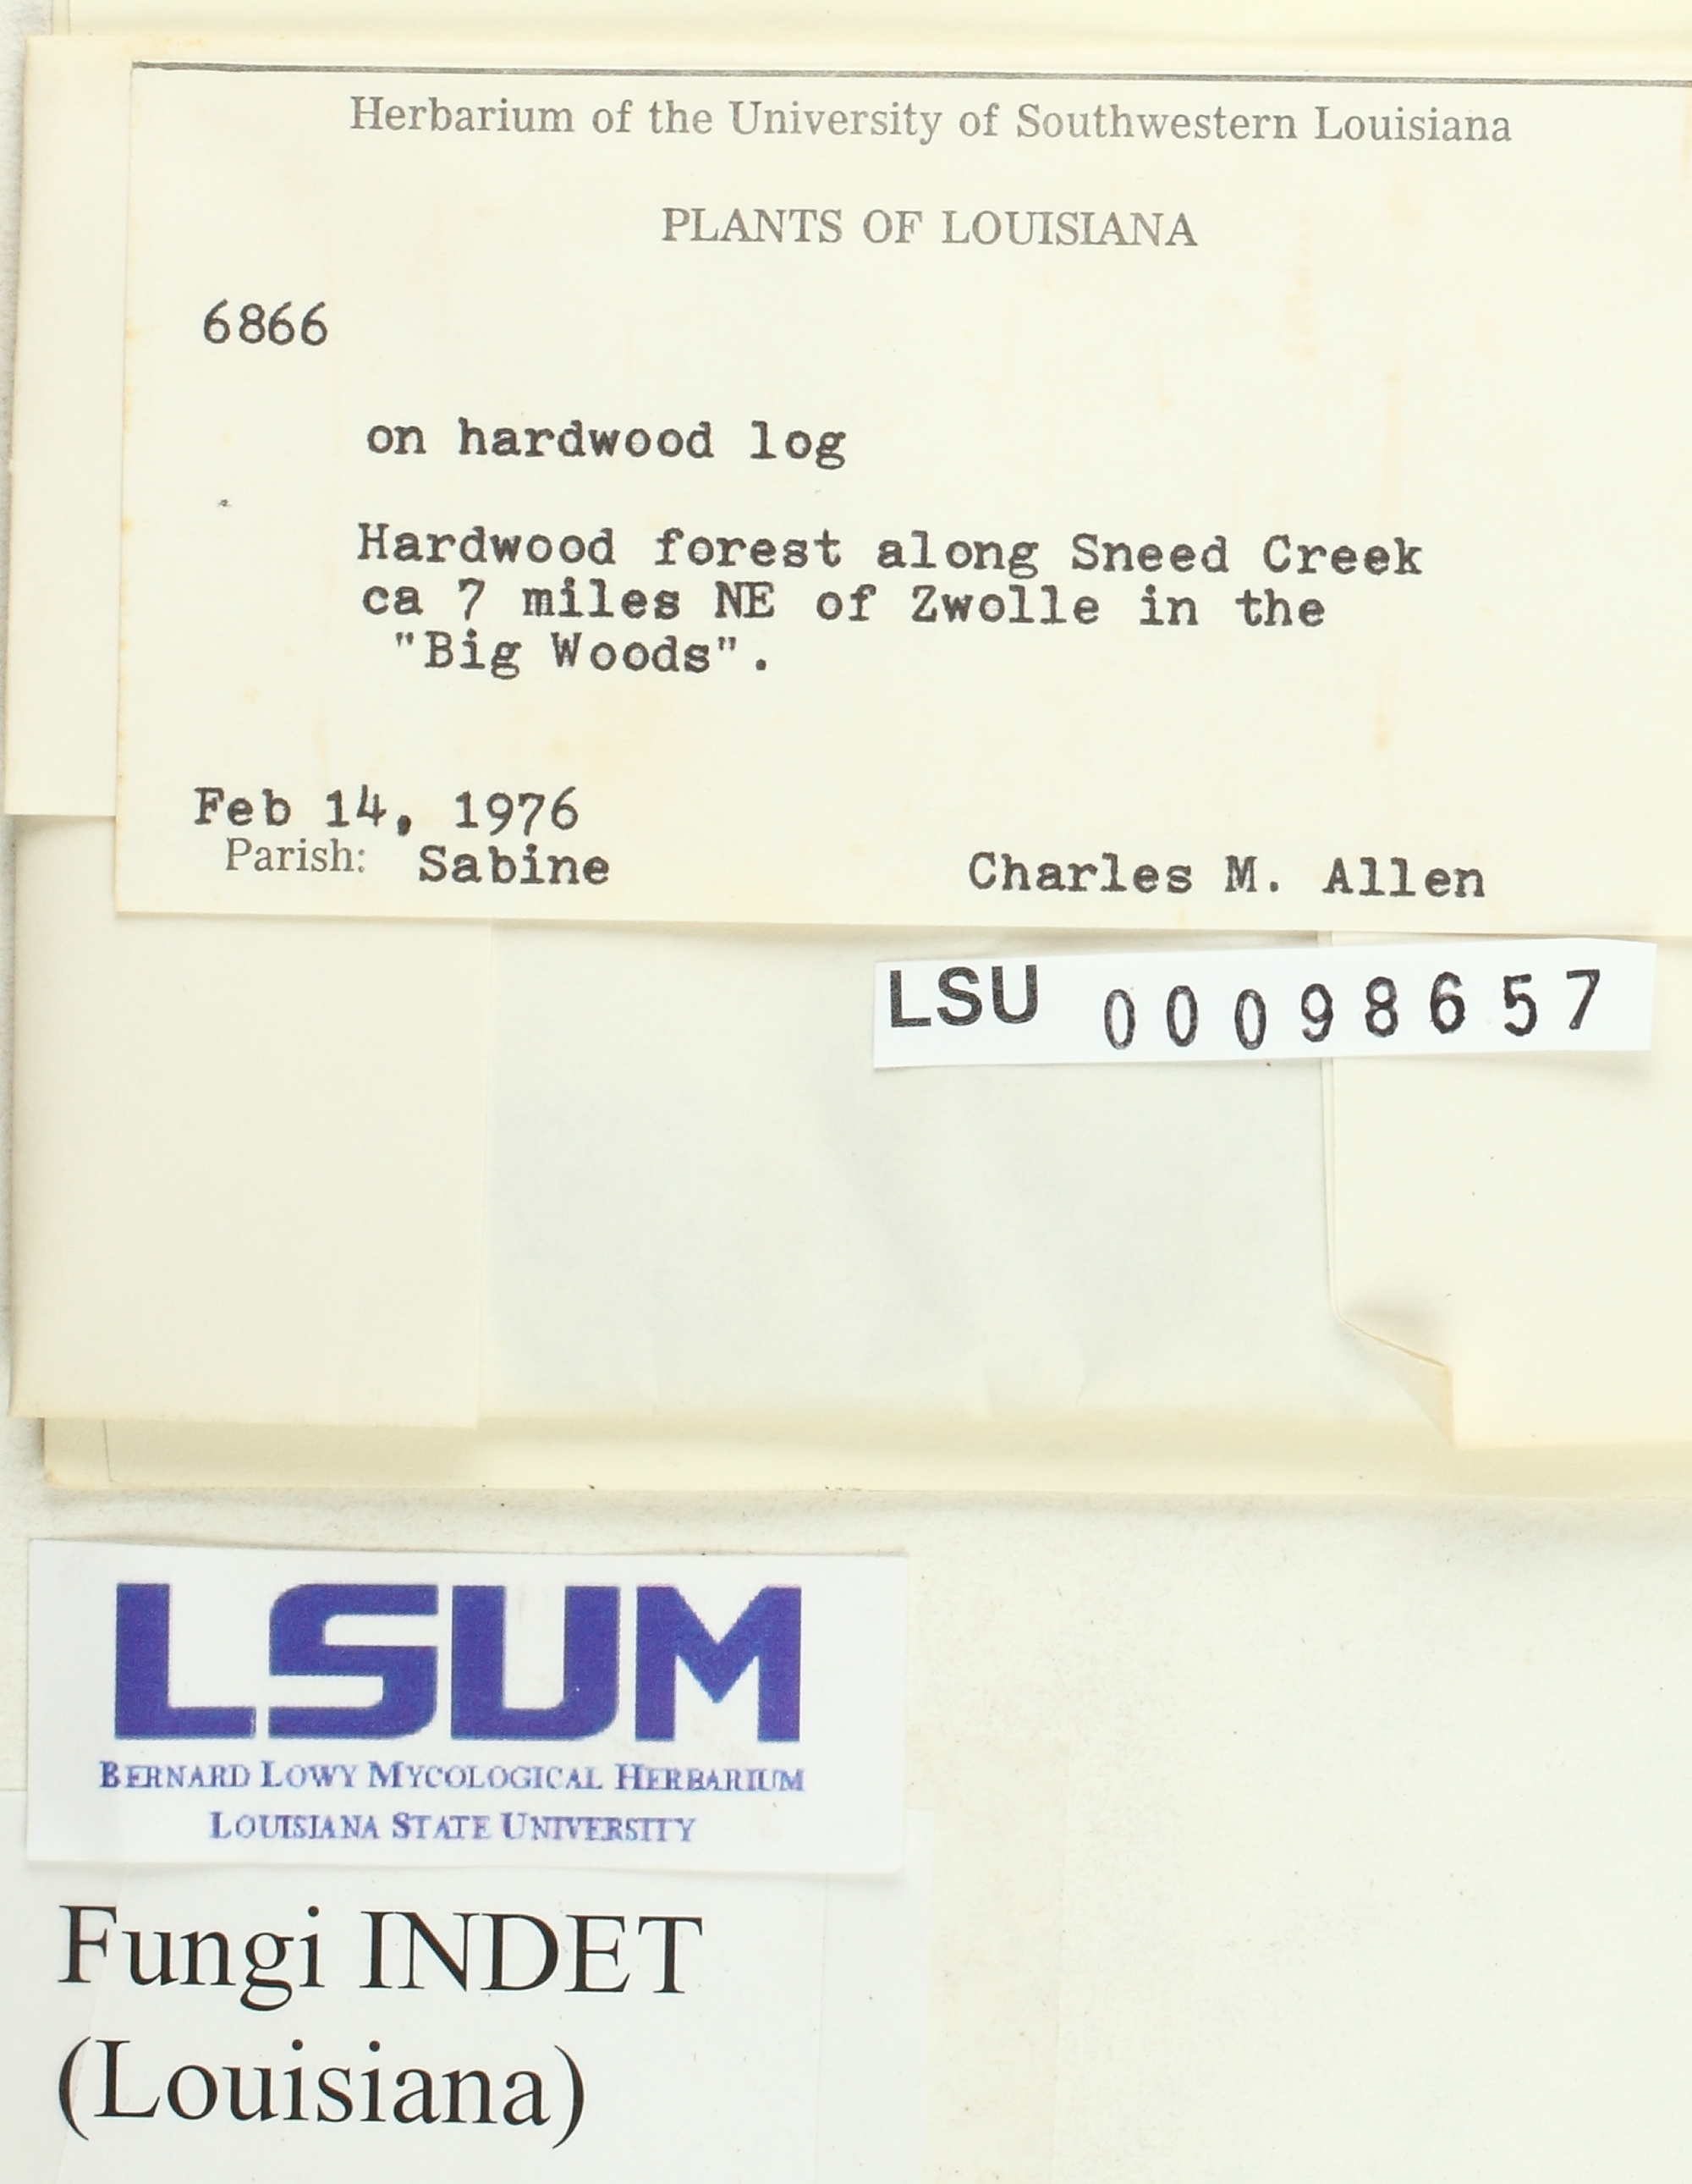 Herbarium of the University of Southwestern Louisiana
PLANTS OF LOUISIANA
6866
on hardwood log
Hardwood forest along Sneed Creek
ca 7 miles NE of Zwolle in the
"Big Woods".
Feb 14, 1976
Parish: Sabine
Charles M. Allen
LSU 00098657
LSUM
BERNARD LOWY MYCOLOGICAL HERBARIUM
LOUISIANA STATE UNIVERSITY
Fungi INDET
(Louisiana)